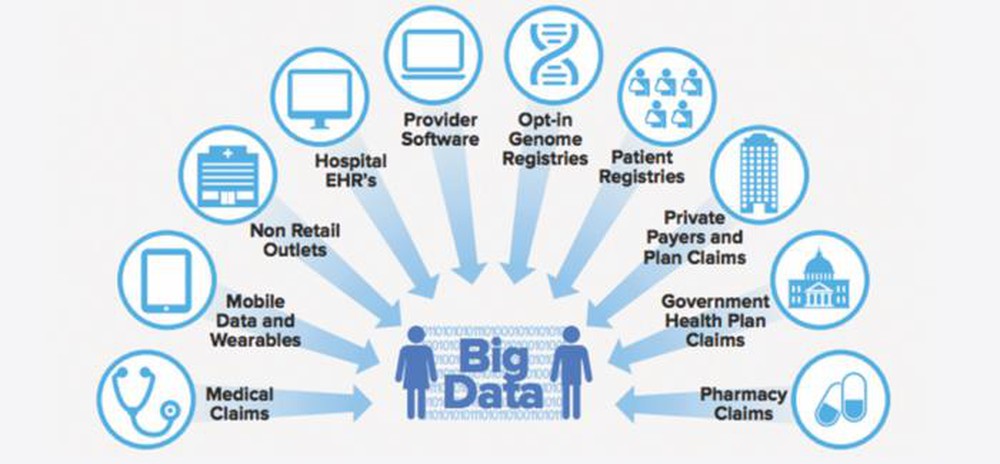 Provider
Software
Opt-in
Genome
Registries
Hospital
EHR's
Patient
Registries
Non Retail
Outlets
Private
Payers and
Plan Claims
Mobile
Data and
Wearables
Government
Health Plan
Claims
Big
Data
Medical
Claims
Pharmacy
Claims